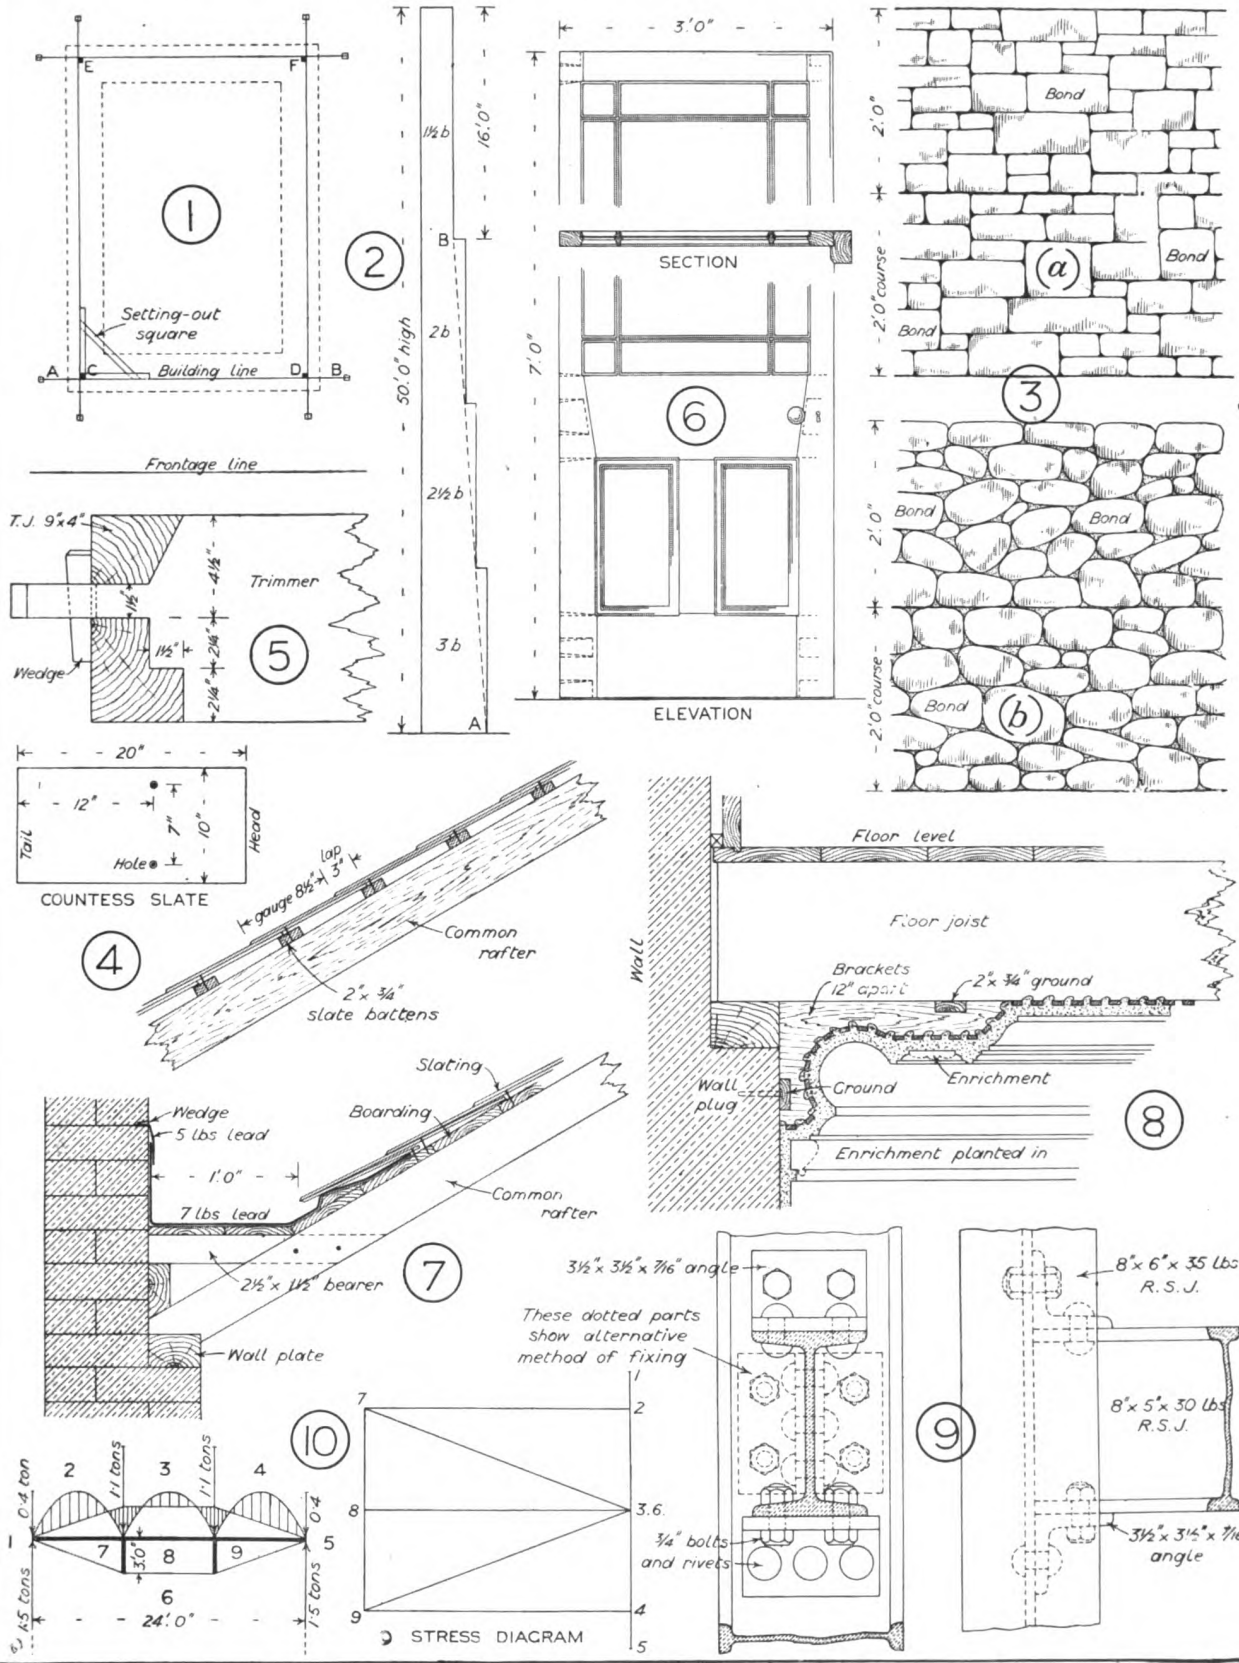 E
F
1
Setting-out
square
A
C
Building line
D
B
Frontage line
2
50'.0" high
1½ b
16'.0"
B
2 b
2½ b
3 b
A
3'.0"
7'.0"
SECTION
6
ELEVATION
2'.0"
2'.0" course
Bond
(a)
Bond
Bond
3
2'.0"
2'.0" course
Bond
Bond
Bond
(b)
T.J. 9"x4"
Trimmer
4½"
1½"
1½"
2¼"
2¼"
5
Wedge
20"
12"
7"
10"
Tail
Head
Hole
COUNTESS SLATE
4
gauge 8½"
lap
3"
Common
rafter
2" x ¾"
slate battens
Floor level
Floor joist
Wall
Brackets
12" apart
2" x ¾" ground
Enrichment
Wall
plug
Ground
Enrichment planted in
8
Slating
Boarding
Wedge
5 lbs lead
1'.0"
7 lbs lead
Common
rafter
2½" x 1½" bearer
7
Wall plate
3½" x 3½" x 7/16" angle
These dotted parts
show alternative
method of fixing
¾" bolts
and rivets
9
8" x 6" x 35 lbs
R.S.J.
8" x 5" x 30 lbs
R.S.J.
3½" x 3½" x 7/16
angle
10
0.4 ton
2
1.1 tons
3
1.1 tons
4
0.4
1
7
3'.0"
8
9
5
6
1.5 tons
24'.0"
1.5 tons
7
1
2
8
3.6.
9
4
5
STRESS DIAGRAM